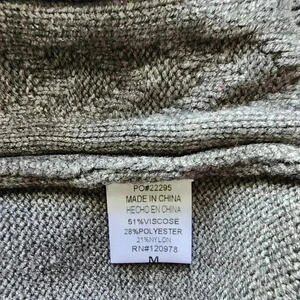 PO#22295
MADE IN CHINA
HECHO EN CHINA
51%VISCOSE
28%POLYESTER
21%NYLON
RN#120978
M